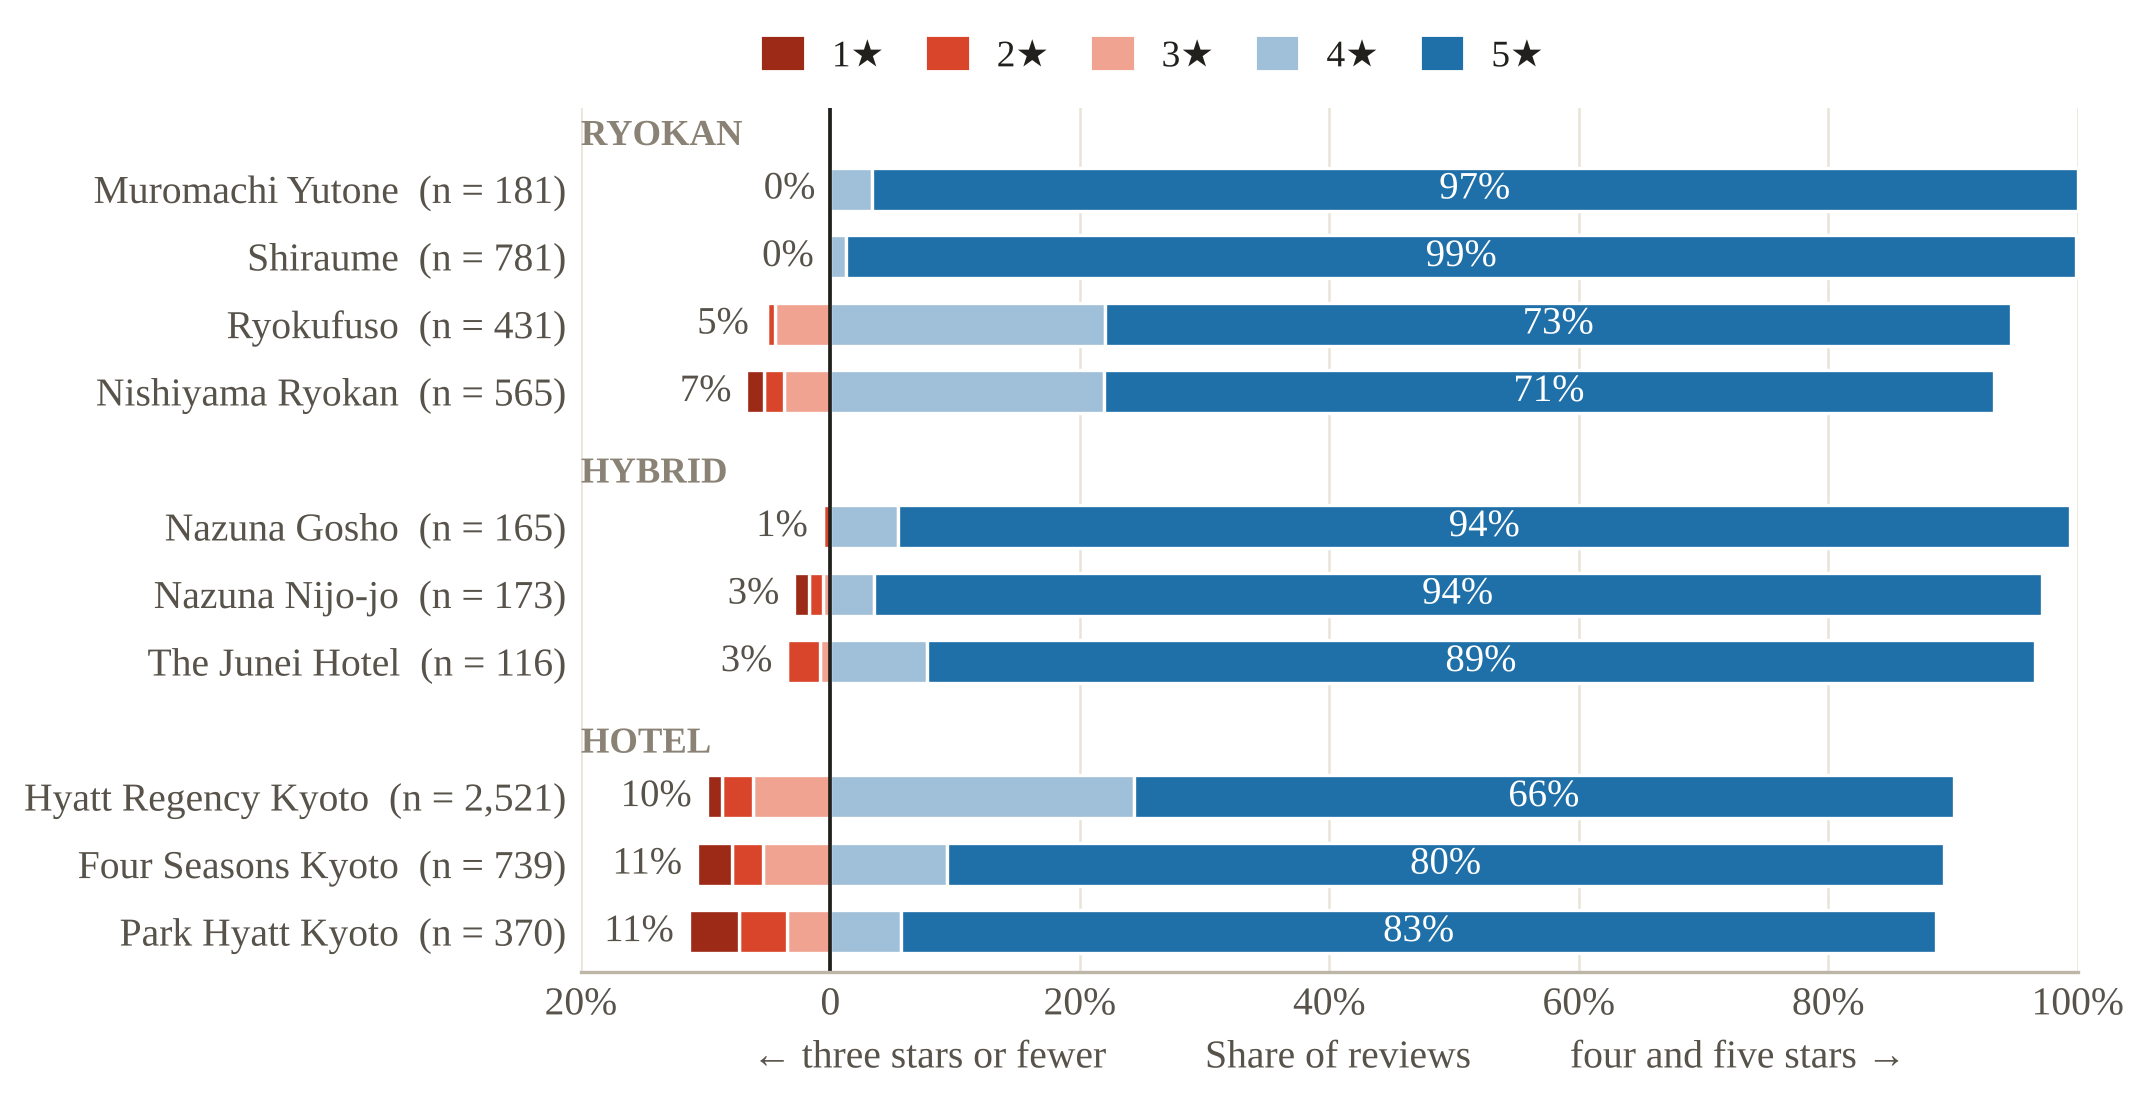 1★ 2★ 3★ 4★ 5★
RYOKAN
Muromachi Yutone (n = 181) 0% 97%
Shiraume (n = 781) 0% 99%
Ryokufuso (n = 431) 5% 73%
Nishiyama Ryokan (n = 565) 7% 71%
HYBRID
Nazuna Gosho (n = 165) 1% 94%
Nazuna Nijo-jo (n = 173) 3% 94%
The Junei Hotel (n = 116) 3% 89%
HOTEL
Hyatt Regency Kyoto (n = 2,521) 10% 66%
Four Seasons Kyoto (n = 739) 11% 80%
Park Hyatt Kyoto (n = 370) 11% 83%
20% 0 20% 40% 60% 80% 100%
← three stars or fewer Share of reviews four and five stars →